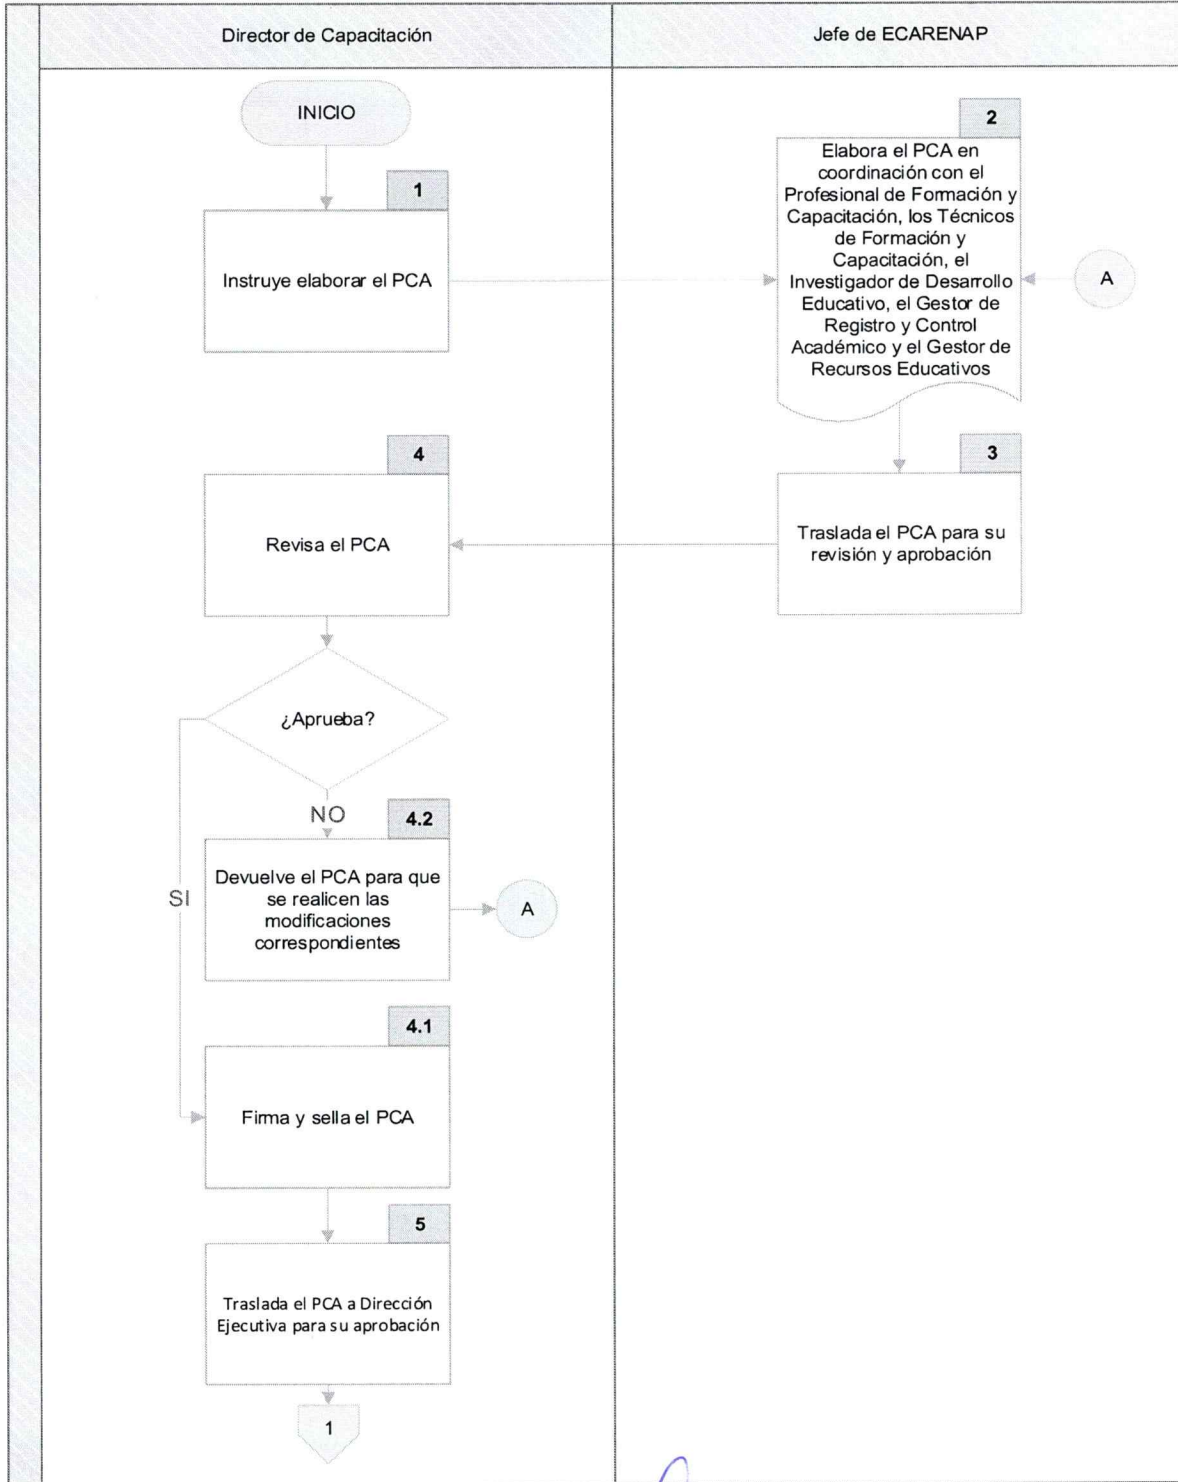 Director de Capacitación
Jefe de ECARENAP
INICIO
1
Instruye elaborar el PCA
2
Elabora el PCA en
coordinación con el
Profesional de Formación y
Capacitación, los Técnicos
de Formación y
Capacitación, el
Investigador de Desarrollo
Educativo, el Gestor de
Registro y Control
Académico y el Gestor de
Recursos Educativos
A
3
Traslada el PCA para su
revisión y aprobación
4
Revisa el PCA
¿Aprueba?
NO
SI
4.2
Devuelve el PCA para que
se realicen las
modificaciones
correspondientes
A
4.1
Firma y sella el PCA
5
Traslada el PCA a Dirección
Ejecutiva para su aprobación
1